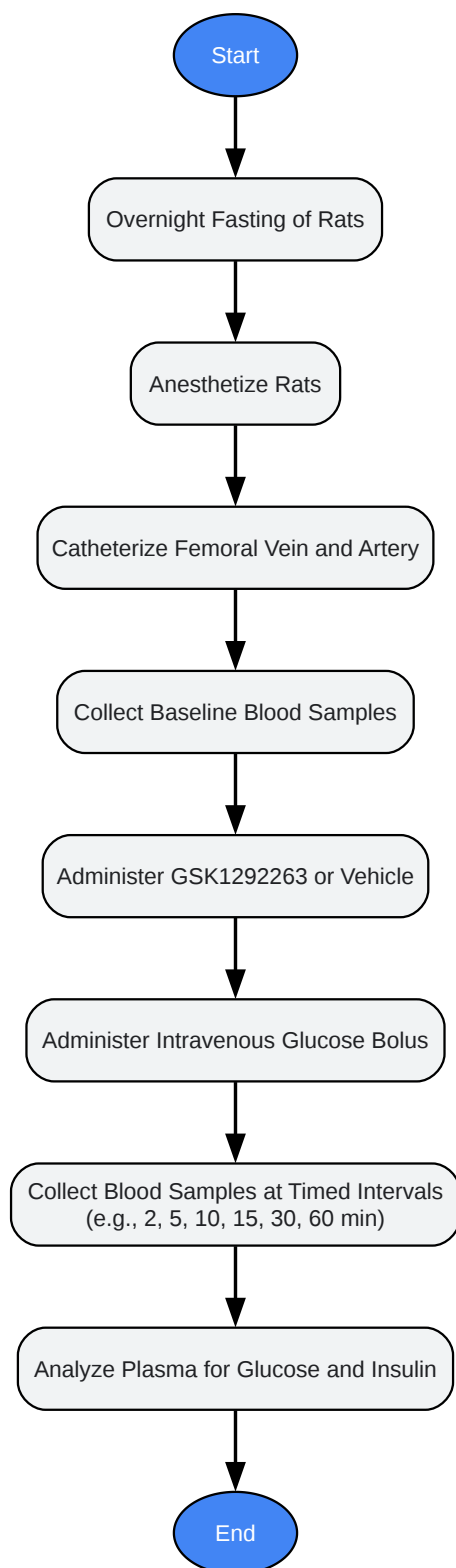 Start
Overnight Fasting of Rats
Anesthetize Rats
Catheterize Femoral Vein and Artery
Collect Baseline Blood Samples
Administer GSK1292263 or Vehicle
Administer Intravenous Glucose Bolus
Collect Blood Samples at Timed Intervals
(e.g., 2, 5, 10, 15, 30, 60 min)
Analyze Plasma for Glucose and Insulin
End